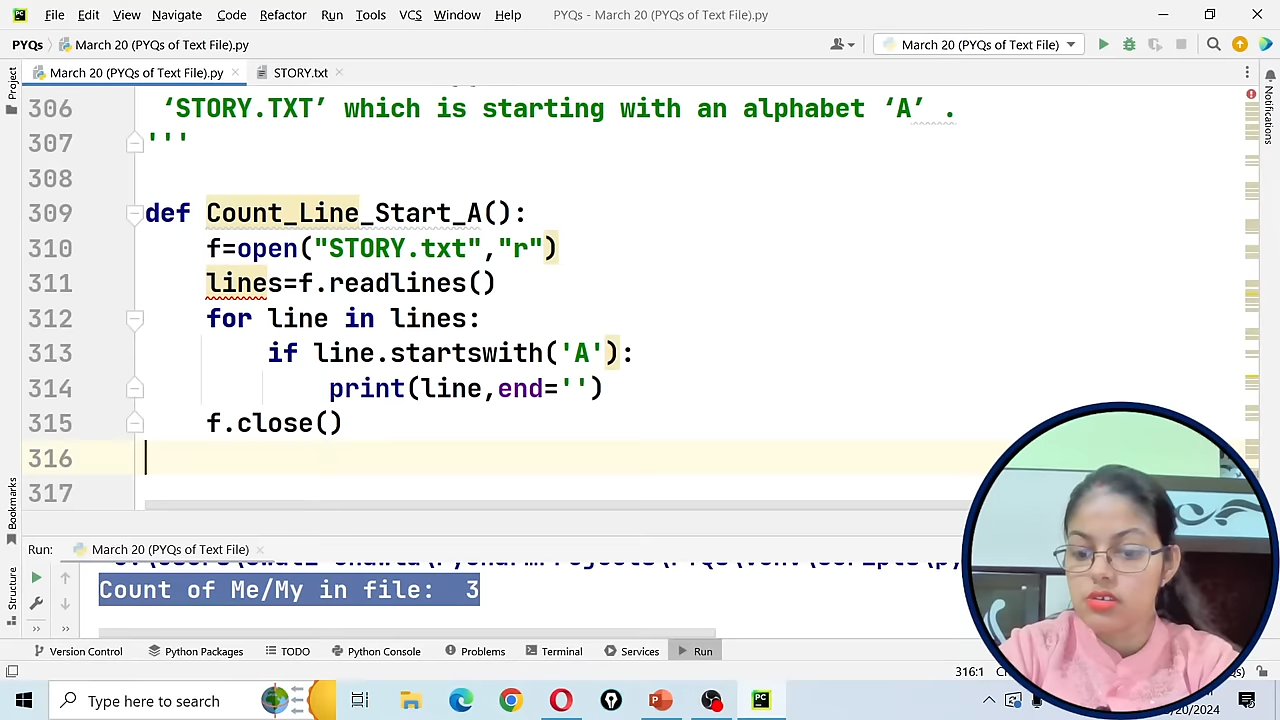 File Edit View Navigate Code Refactor Run Tools VCS Window Help PYQs - March 20 (PYQs of Text File).py
PYQs March 20 (PYQs of Text File).py March 20 (PYQs of Text File)
March 20 (PYQs of Text File).py STORY.txt
Project
Notifications
306 ‘STORY.TXT’ which is starting with an alphabet ‘A’ .
307 '''
308
309 def Count_Line_Start_A():
310 f=open("STORY.txt","r")
311 lines=f.readlines()
312 for line in lines:
313 if line.startswith('A'):
314 print(line,end='')
315 f.close()
316
317
Bookmarks
Structure
Run: March 20 (PYQs of Text File)
Count of Me/My in file: 3
Version Control Python Packages TODO Python Console Problems Terminal Services Run
316:1
Type here to search